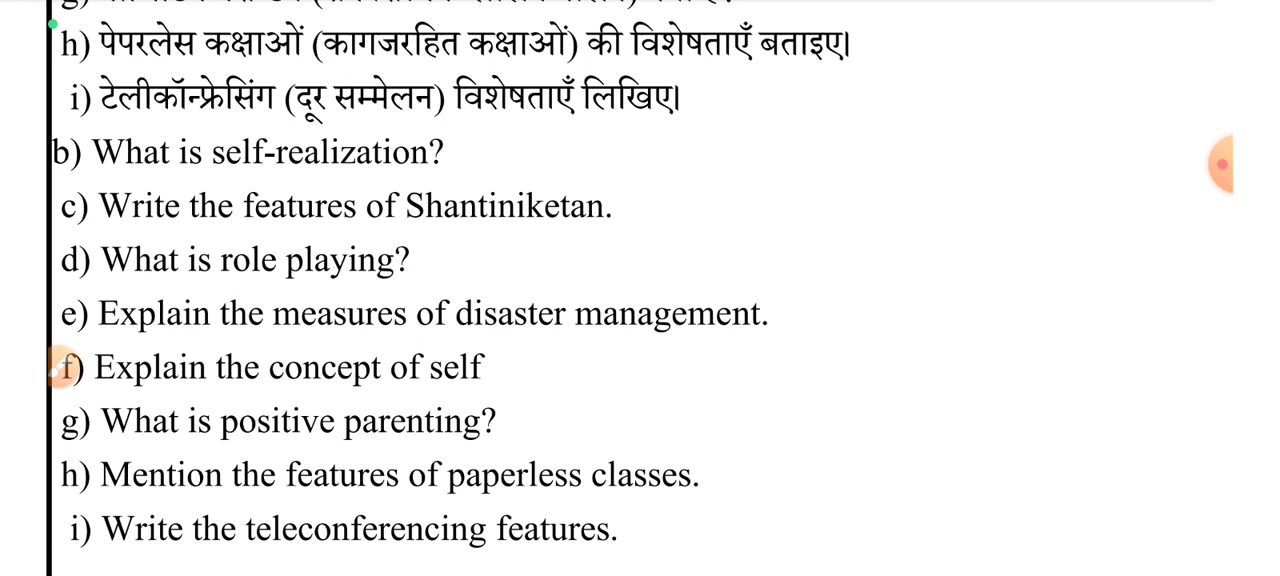 h) पेपरलेस कक्षाओं (कागजरहित कक्षाओं) की विशेषताएँ बताइए।
i) टेलीकॉन्फ्रेसिंग (दूर सम्मेलन) विशेषताएँ लिखिए।
b) What is self-realization?
c) Write the features of Shantiniketan.
d) What is role playing?
e) Explain the measures of disaster management.
f) Explain the concept of self
g) What is positive parenting?
h) Mention the features of paperless classes.
i) Write the teleconferencing features.